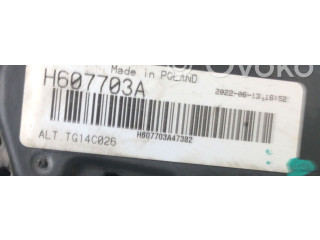 Made in POLAND
H607703A
2022-06-13,16:52
H607703A47382
ALT. TG14C026